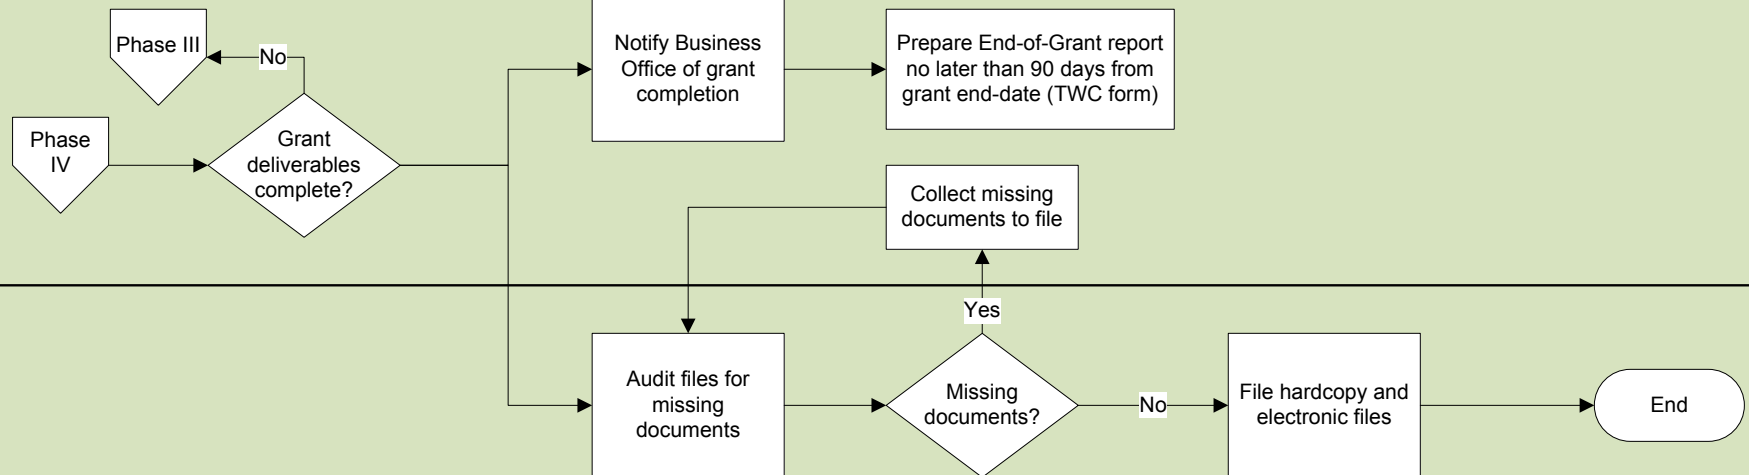 Phase III
No
Phase
IV
Grant
deliverables
complete?
Notify Business
Office of grant
completion
Prepare End-of-Grant report
no later than 90 days from
grant end-date (TWC form)
Collect missing
documents to file
Yes
Audit files for
missing
documents
Missing
documents?
No
File hardcopy and
electronic files
End